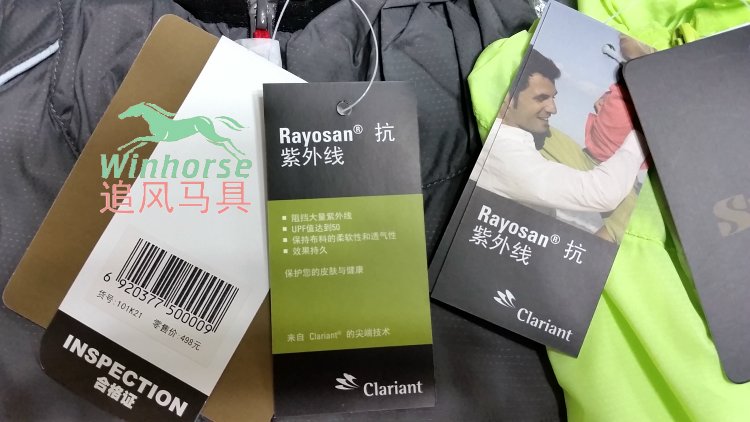 Winhorse
追风马具
6 920377 500009
货号:101K21
零售价:498元
INSPECTION
合格证
Rayosan® 抗
紫外线
阻挡大量紫外线
UPF值达到50
保持布料的柔软性和透气性
效果持久
保护您的皮肤与健康
来自 Clariant® 的尖端技术
Clariant
Rayosan® 抗
紫外线
Clariant